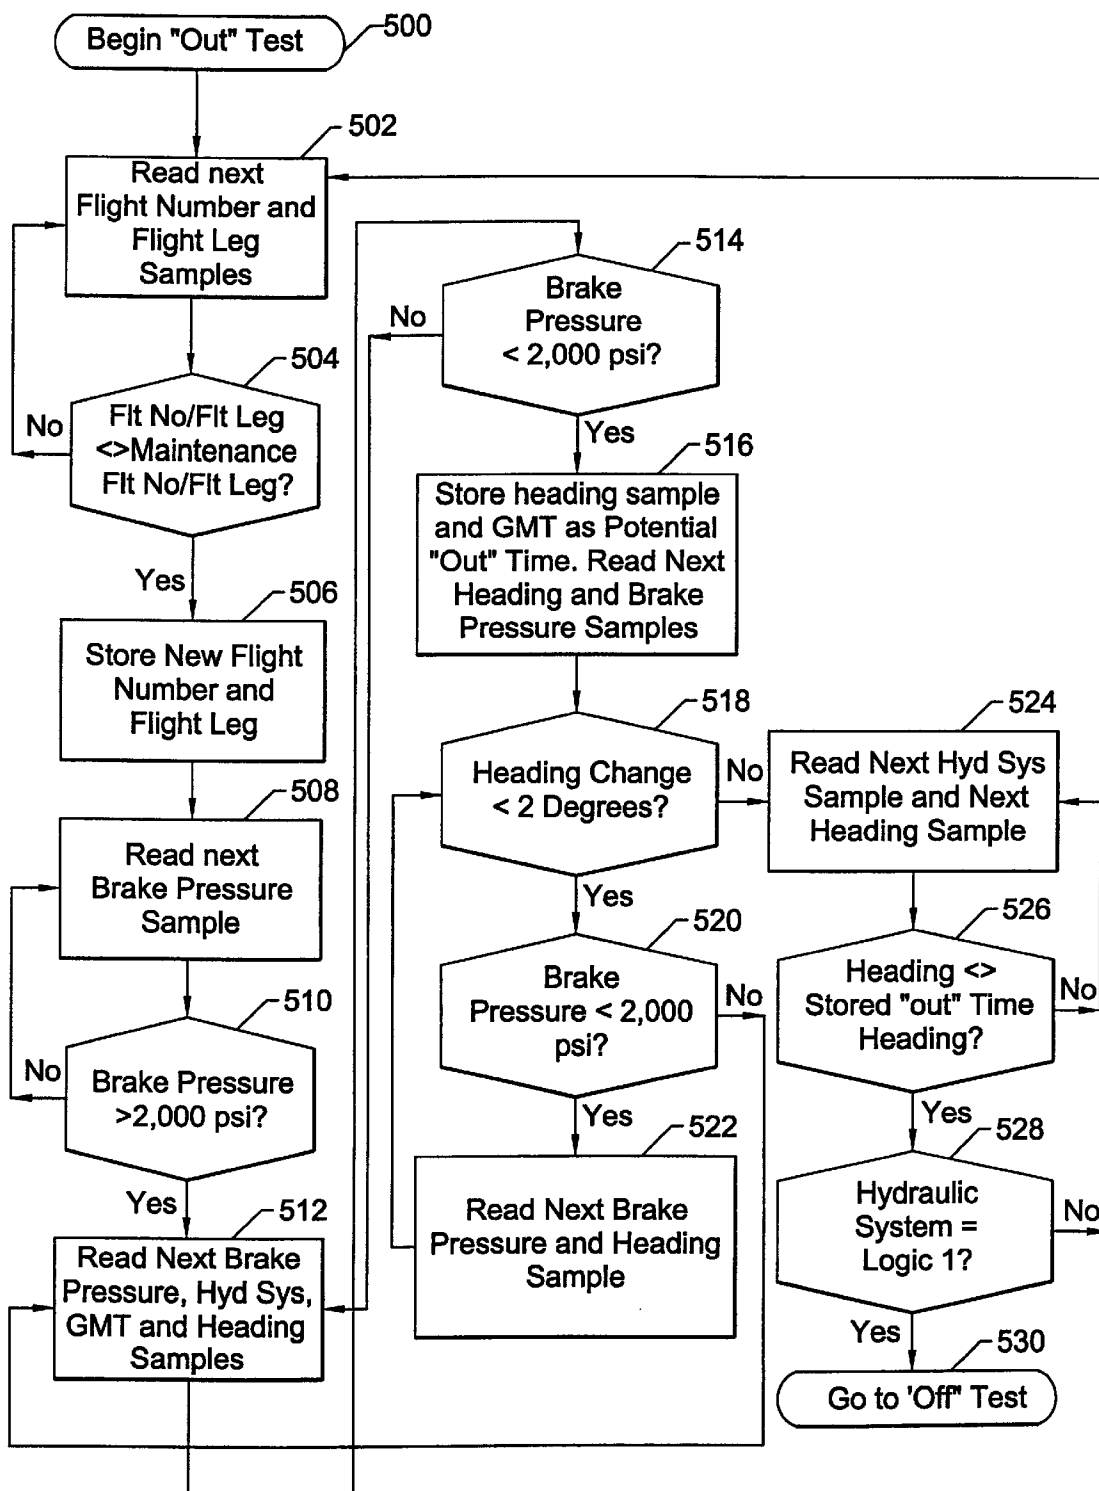 Begin "Out" Test
500
502
Read next
Flight Number and
Flight Leg
Samples
504
Flt No/Flt Leg
<>Maintenance
Flt No/Flt Leg?
No
Yes
506
Store New Flight
Number and
Flight Leg
508
Read next
Brake Pressure
Sample
510
Brake Pressure
>2,000 psi?
No
Yes
512
Read Next Brake
Pressure, Hyd Sys,
GMT and Heading
Samples
514
Brake
Pressure
< 2,000 psi?
No
Yes
516
Store heading sample
and GMT as Potential
"Out" Time. Read Next
Heading and Brake
Pressure Samples
518
Heading Change
< 2 Degrees?
No
Yes
520
Brake
Pressure < 2,000
psi?
No
Yes
522
Read Next Brake
Pressure and Heading
Sample
524
Read Next Hyd Sys
Sample and Next
Heading Sample
526
Heading <>
Stored "out" Time
Heading?
No
Yes
528
Hydraulic
System =
Logic 1?
No
Yes
530
Go to 'Off" Test